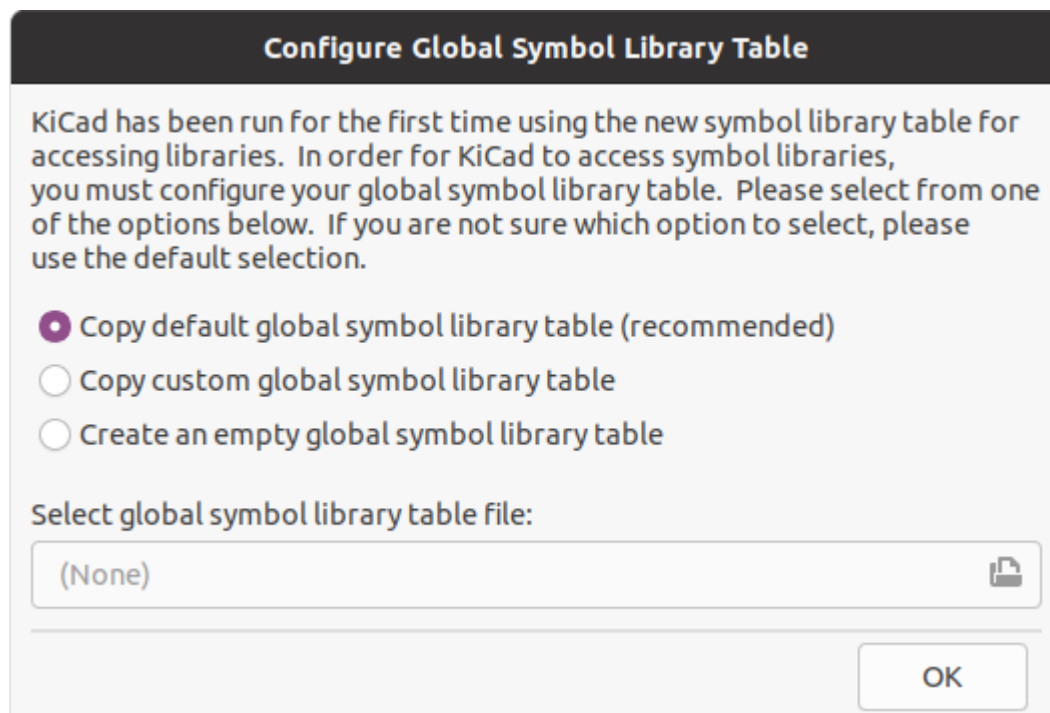 Configure Global Symbol Library Table
KiCad has been run for the first time using the new symbol library table for
accessing libraries.  In order for KiCad to access symbol libraries,
you must configure your global symbol library table.  Please select from one
of the options below.  If you are not sure which option to select, please
use the default selection.
Copy default global symbol library table (recommended)
Copy custom global symbol library table
Create an empty global symbol library table
Select global symbol library table file:
(None)
OK